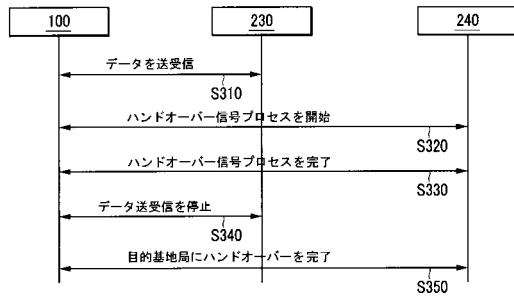 100 230 240
データを送受信
S310
ハンドオーバー信号プロセスを開始
S320
ハンドオーバー信号プロセスを完了
S330
データ送受信を停止
S340
目的基地局にハンドオーバーを完了
S350